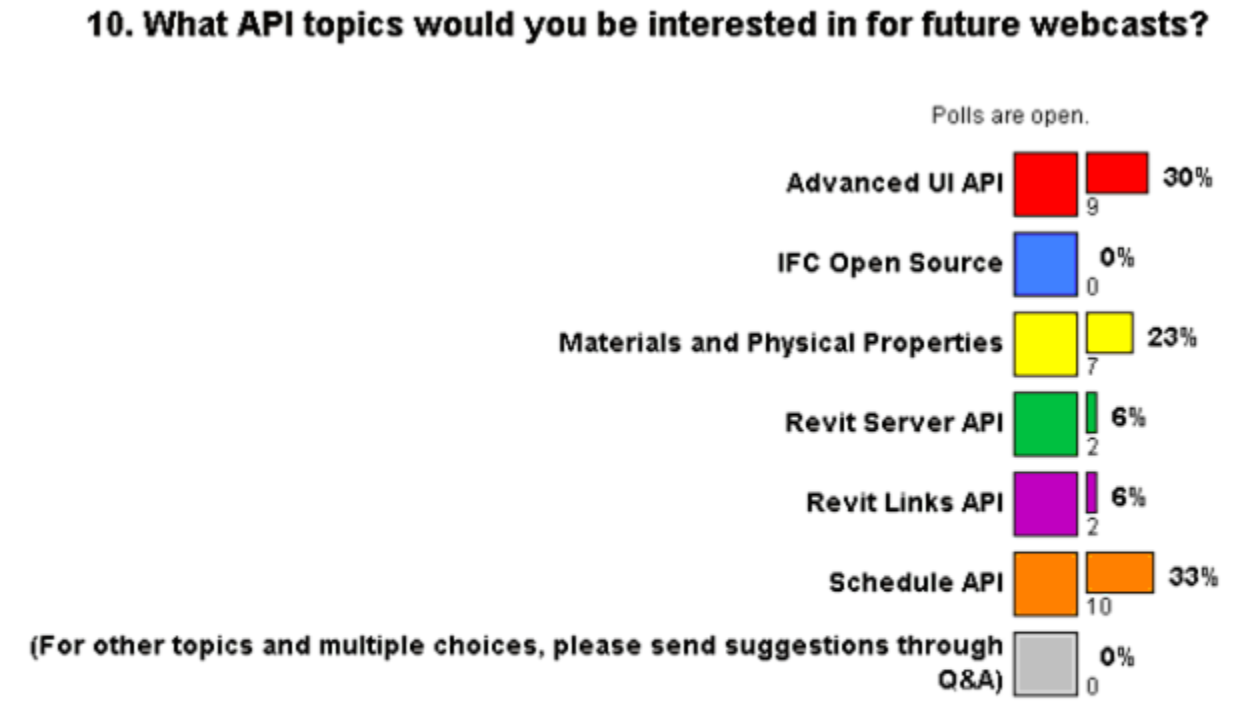 10. What API topics would you be interested in for future webcasts?
Polls are open.
Advanced UI API
30%
9
IFC Open Source
0%
0
Materials and Physical Properties
23%
7
Revit Server API
6%
2
Revit Links API
6%
2
Schedule API
33%
10
(For other topics and multiple choices, please send suggestions through
Q&A)
0%
0